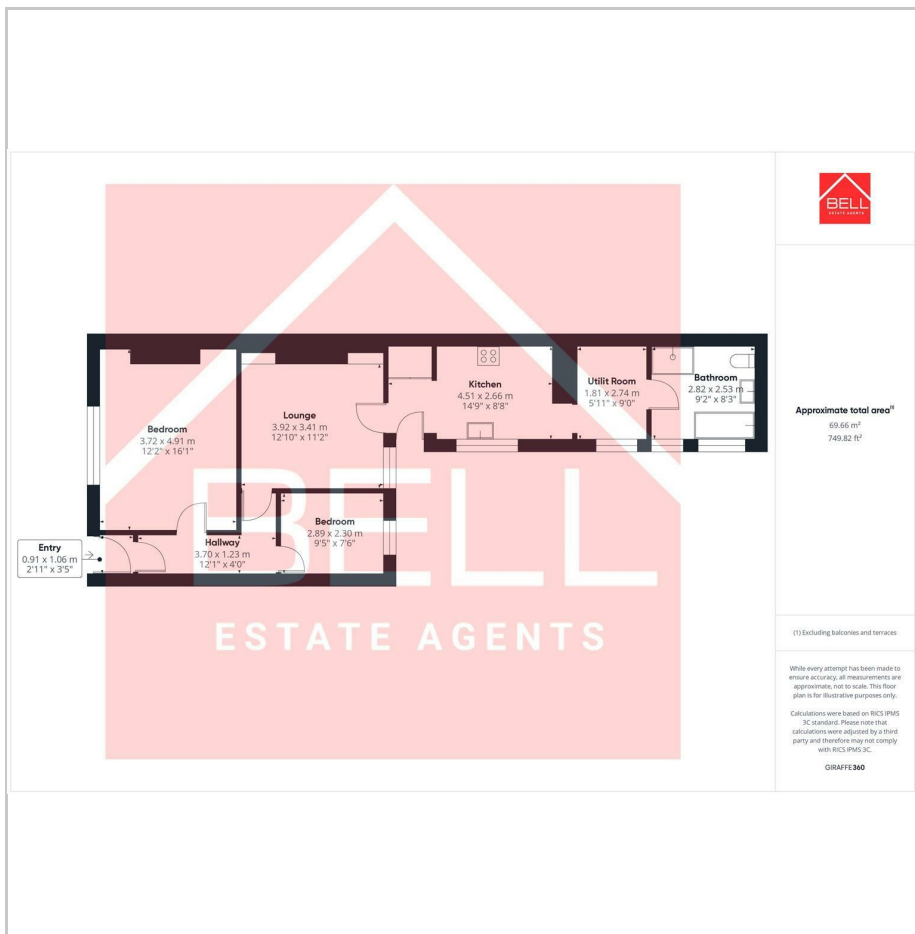 BELL
ESTATE AGENTS
Bedroom
3.72 x 4.91 m
12'2" x 16'1"
Lounge
3.92 x 3.41 m
12'10" x 11'2"
Kitchen
4.51 x 2.66 m
14'9" x 8'8"
Utilit Room
1.81 x 2.74 m
5'11" x 9'0"
Bathroom
2.82 x 2.53 m
9'2" x 8'3"
Entry
0.91 x 1.06 m
2'11" x 3'5"
Hallway
3.70 x 1.23 m
12'1" x 4'0"
Bedroom
2.89 x 2.30 m
9'5" x 7'6"
BELL
ESTATE AGENTS
Approximate total area⁽¹⁾
69.66 m²
749.82 ft²
(1) Excluding balconies and terraces
While every attempt has been made to
ensure accuracy, all measurements are
approximate, not to scale. This floor
plan is for illustrative purposes only.
Calculations were based on RICS IPMS
3C standard. Please note that
calculations were adjusted by a third
party and therefore may not comply
with RICS IPMS 3C.
GIRAFFE360